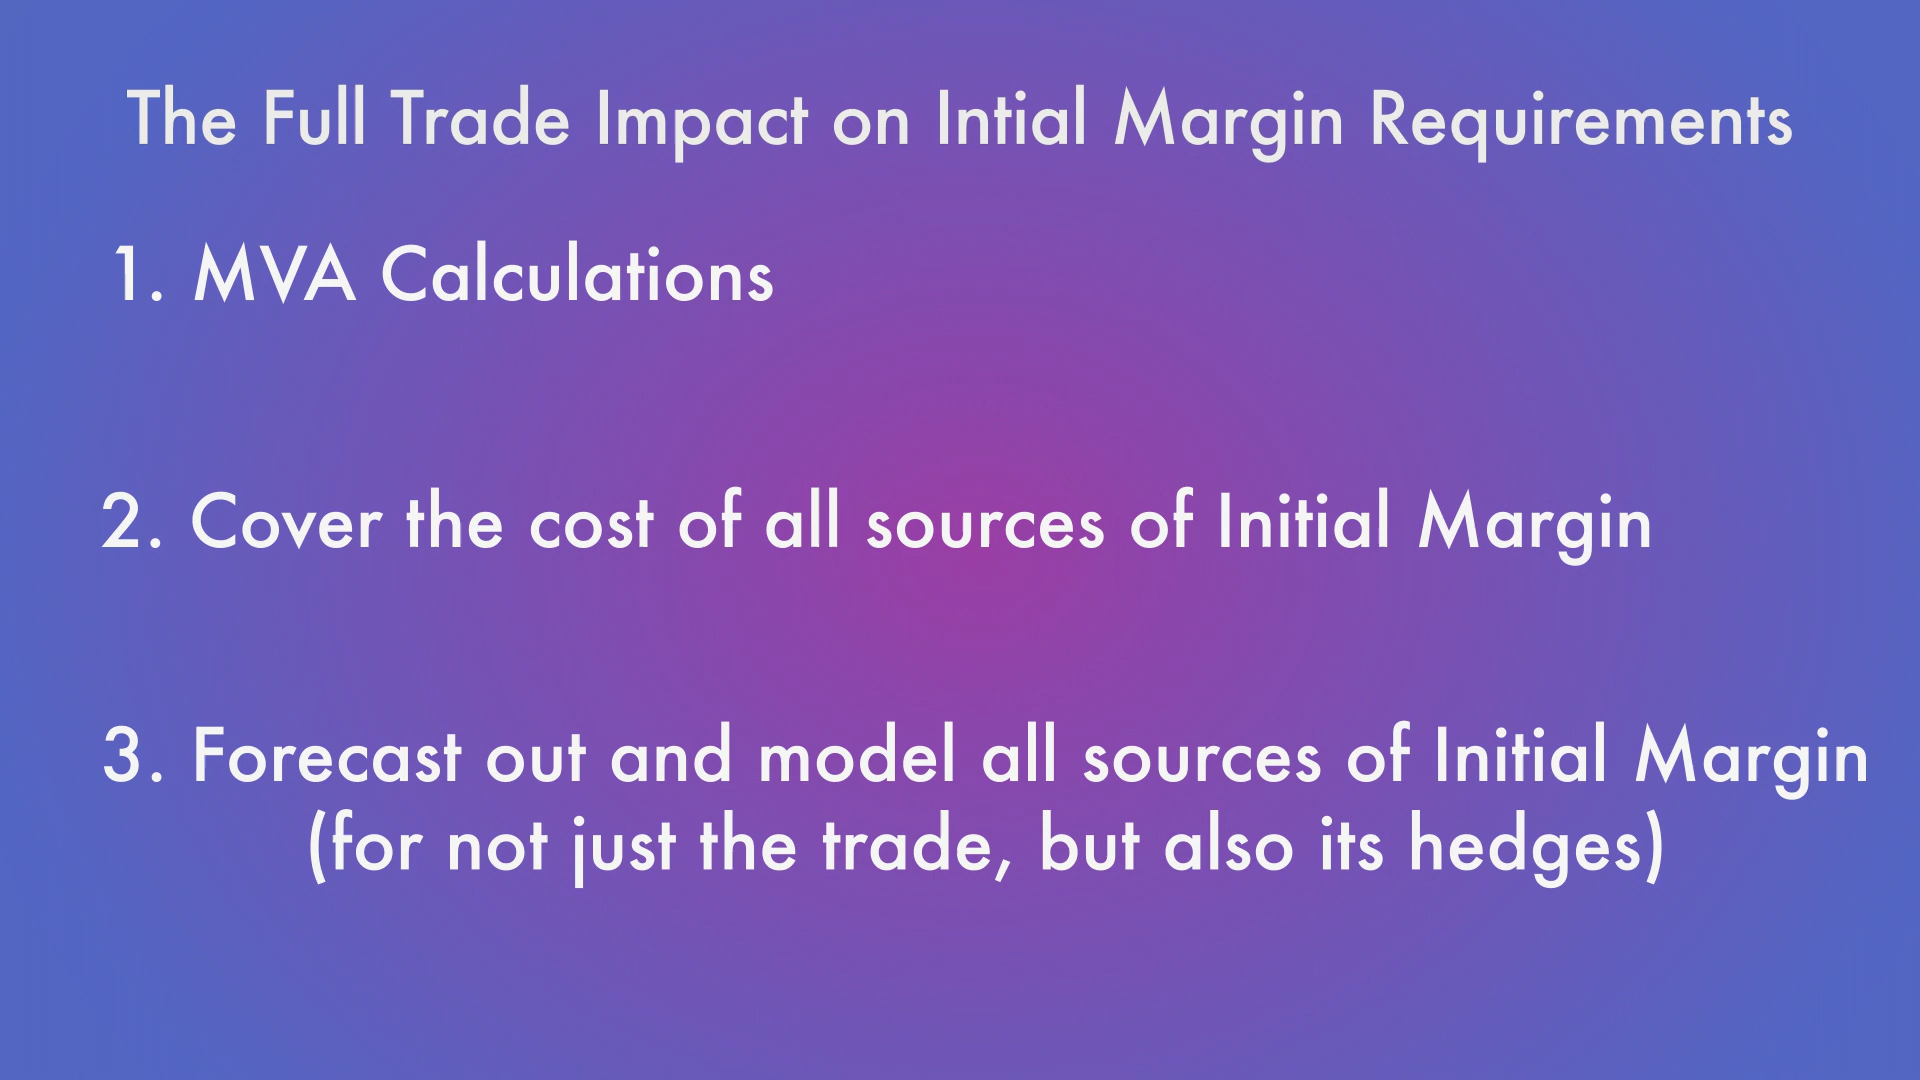 The Full Trade Impact on Intial Margin Requirements
1. MVA Calculations
2. Cover the cost of all sources of Initial Margin
3. Forecast out and model all sources of Initial Margin
(for not just the trade, but also its hedges)